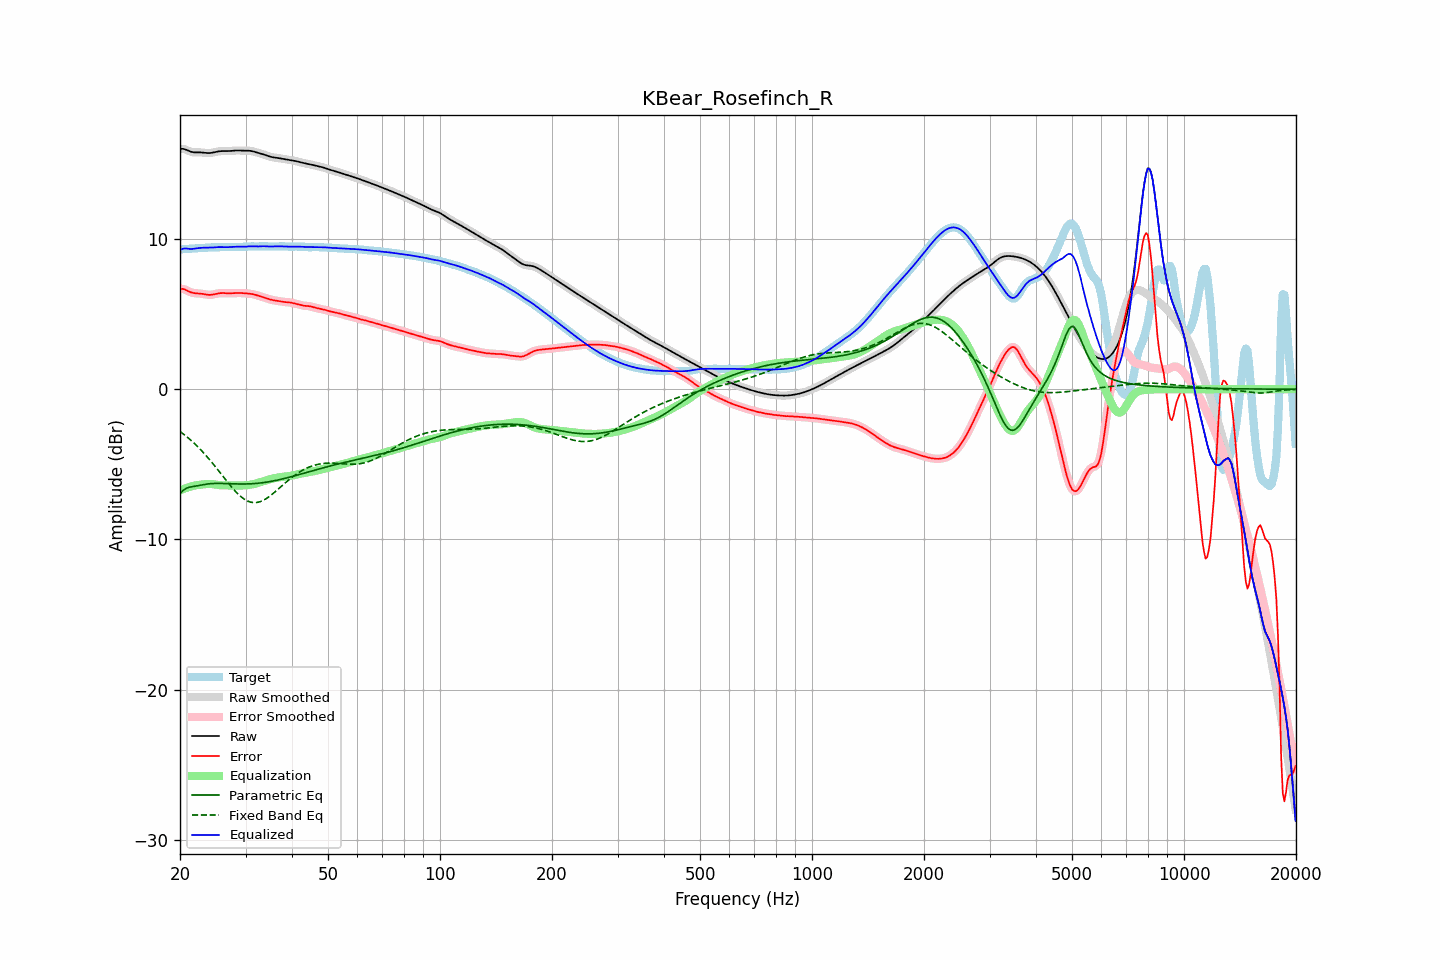 KBear_Rosefinch_R
10
0
−10
−20
−30
Amplitude (dBr)
Target
Raw Smoothed
Error Smoothed
Raw
Error
Equalization
Parametric Eq
Fixed Band Eq
Equalized
20 50 100 200 500 1000 2000 5000 10000 20000
Frequency (Hz)